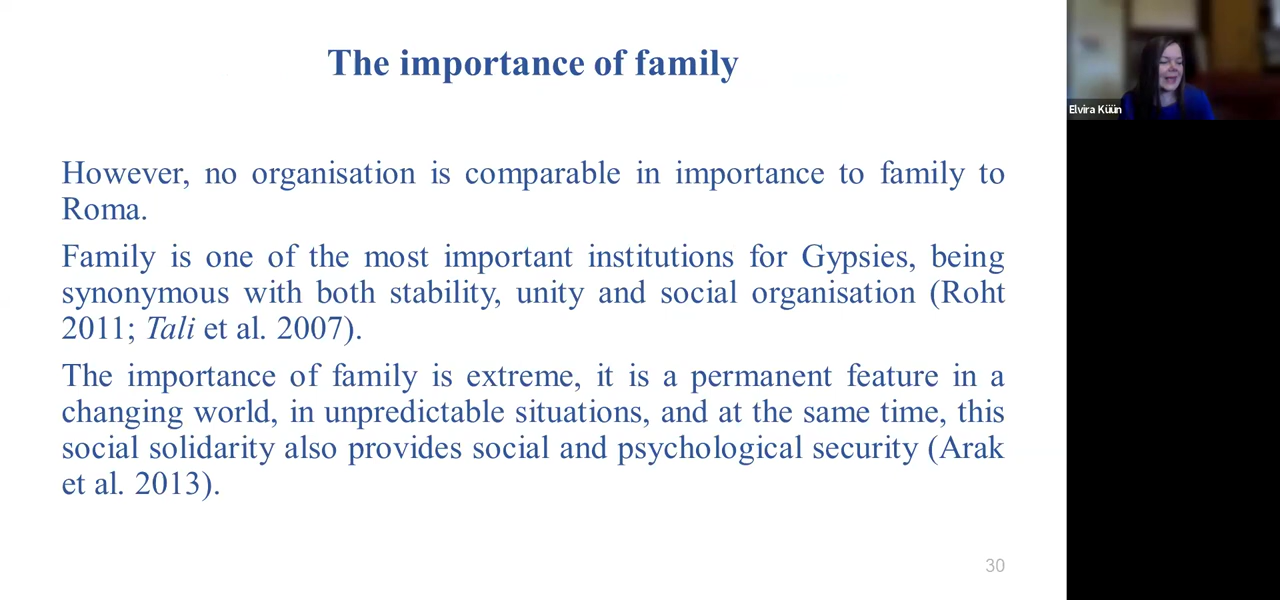 The importance of family
However, no organisation is comparable in importance to family to
Roma.
Family is one of the most important institutions for Gypsies, being
synonymous with both stability, unity and social organisation (Roht
2011; Tali et al. 2007).
The importance of family is extreme, it is a permanent feature in a
changing world, in unpredictable situations, and at the same time, this
social solidarity also provides social and psychological security (Arak
et al. 2013).
30
Elvira Küün